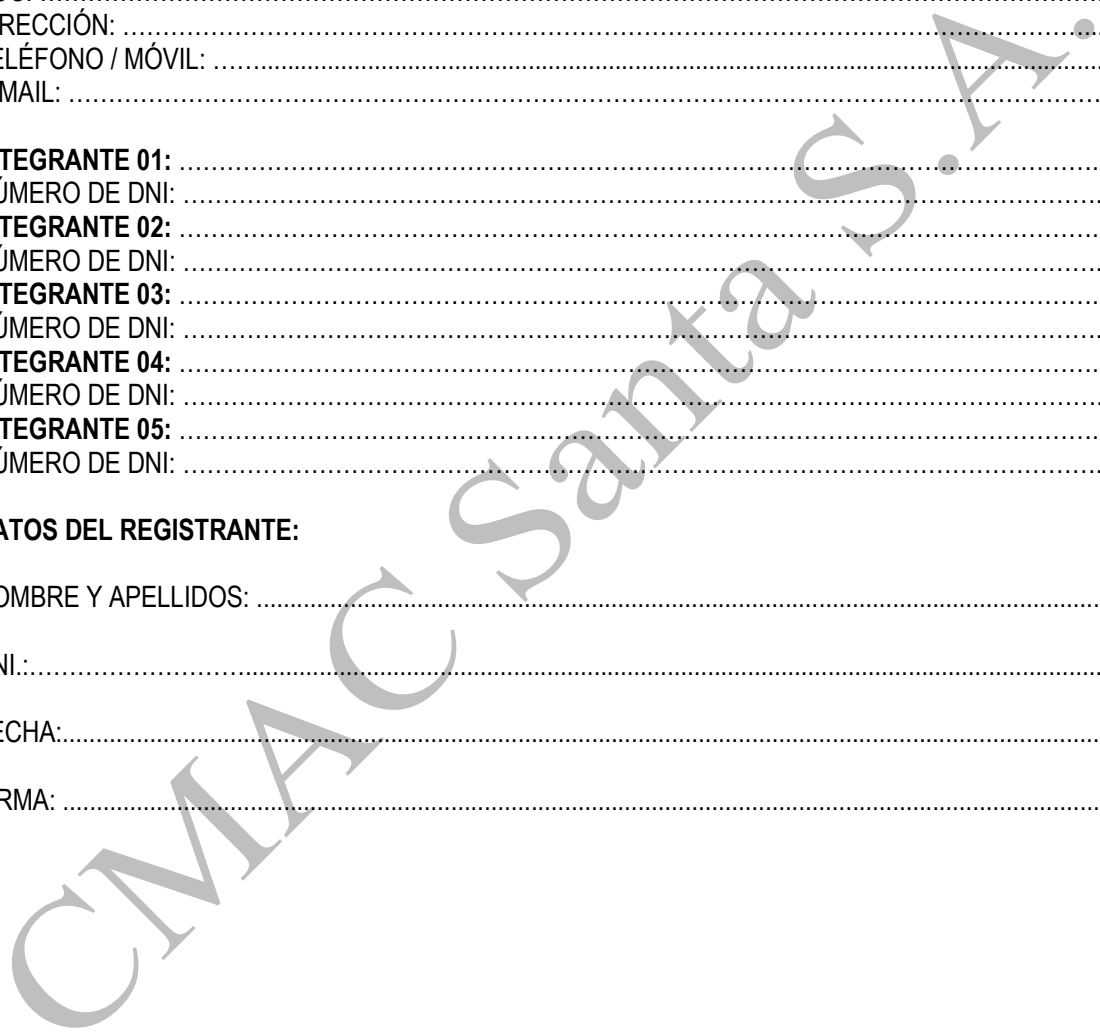 RECCIÓN: ........................................................................
ELÉFONO / MÓVIL: ........................................................................
MAIL: ........................................................................
TEGRANTE 01: ........................................................................
ÚMERO DE DNI: ........................................................................
TEGRANTE 02: ........................................................................
ÚMERO DE DNI: ........................................................................
TEGRANTE 03: ........................................................................
ÚMERO DE DNI: ........................................................................
TEGRANTE 04: ........................................................................
ÚMERO DE DNI: ........................................................................
TEGRANTE 05: ........................................................................
ÚMERO DE DNI: ........................................................................
ATOS DEL REGISTRANTE:
OMBRE Y APELLIDOS: ........................................................................
NI.:........................................................................
ECHA:........................................................................
RMA: ........................................................................
CMAC Santa S.A.